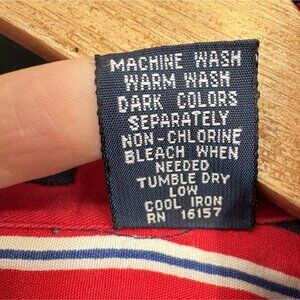 MACHINE WASH
WARM WASH
DARK COLORS
SEPARATELY
NON-CHLORINE
BLEACH WHEN
NEEDED
TUMBLE DRY
LOW
COOL IRON
RN 16157